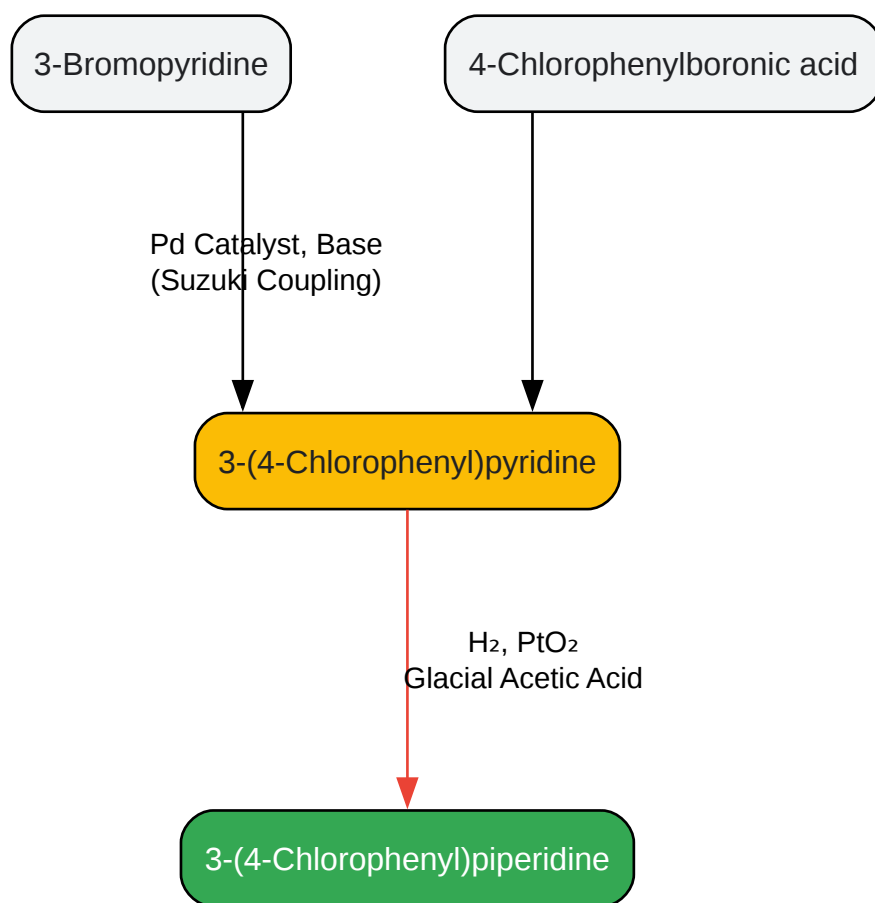 3-Bromopyridine
4-Chlorophenylboronic acid
Pd Catalyst, Base
(Suzuki Coupling)
3-(4-Chlorophenyl)pyridine
H₂, PtO₂
Glacial Acetic Acid
3-(4-Chlorophenyl)piperidine